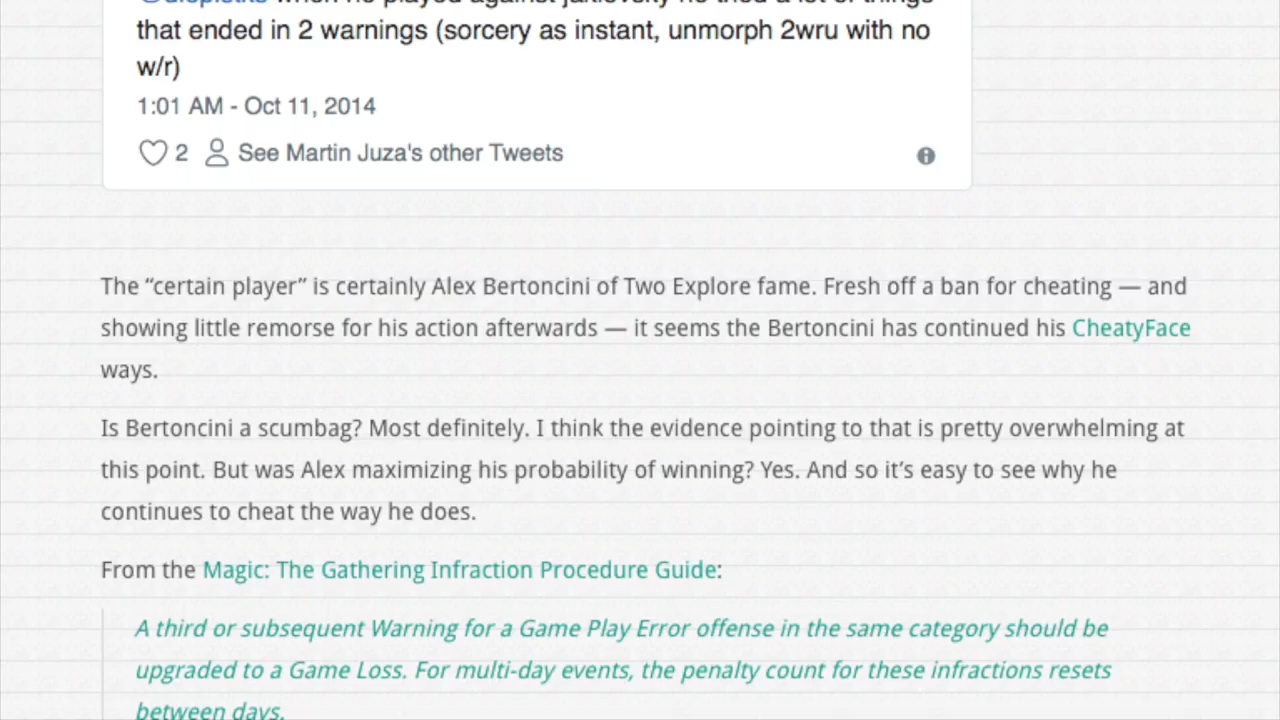 that ended in 2 warnings (sorcery as instant, unmorph 2wru with no
w/r)
1:01 AM - Oct 11, 2014
2 See Martin Juza's other Tweets
The “certain player” is certainly Alex Bertoncini of Two Explore fame. Fresh off a ban for cheating — and
showing little remorse for his action afterwards — it seems the Bertoncini has continued his CheatyFace
ways.
Is Bertoncini a scumbag? Most definitely. I think the evidence pointing to that is pretty overwhelming at
this point. But was Alex maximizing his probability of winning? Yes. And so it’s easy to see why he
continues to cheat the way he does.
From the Magic: The Gathering Infraction Procedure Guide:
A third or subsequent Warning for a Game Play Error offense in the same category should be
upgraded to a Game Loss. For multi-day events, the penalty count for these infractions resets
between days.